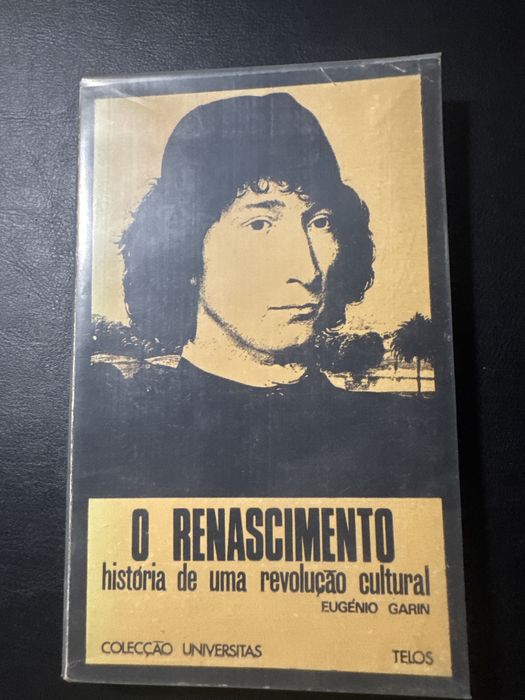 O RENASCIMENTO
história de uma revolução cultural
EUGÉNIO GARIN
COLECÇÃO UNIVERSITAS TELOS